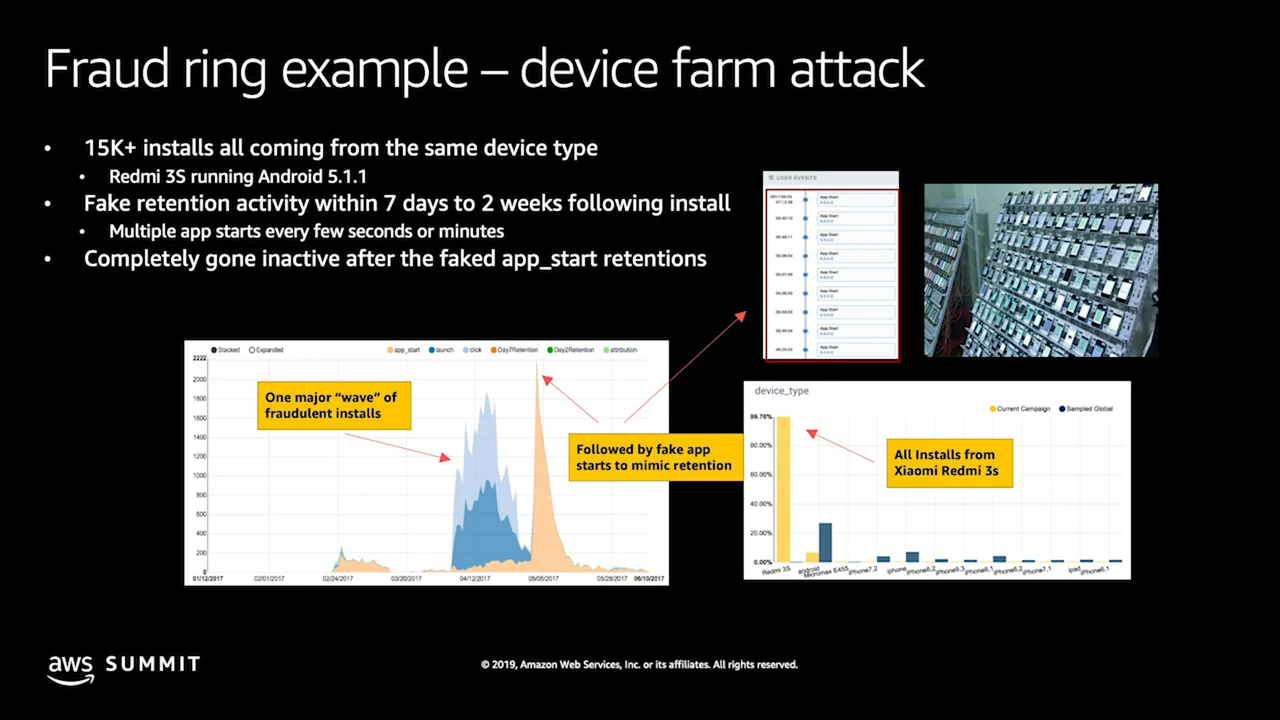 Fraud ring example – device farm attack
• 15K+ installs all coming from the same device type
• Redmi 3S running Android 5.1.1
• Fake retention activity within 7 days to 2 weeks following install
• Multiple app starts every few seconds or minutes
• Completely gone inactive after the faked app_start retentions
USER EVENTS
App Start
App Start
App Start
App Start
App Start
App Start
App Start
App Start
App Start
Stacked Expanded app_start launch click Day7Retention Day2Retention attribution
2222
2000
1800
1600
1400
1200
1000
800
600
400
200
0
01/12/2017 02/01/2017 02/24/2017 03/20/2017 04/12/2017 05/05/2017 05/28/2017 06/10/2017
One major “wave” of
fraudulent installs
Followed by fake app
starts to mimic retention
device_type
Current Campaign Sampled Global
99.76%
80.00%
60.00%
40.00%
20.00%
0.00%
Redmi 3S android Micromax E455 iPhone7,2 iphone iPhone8,2 iPhone9,3 iPhone8,1 iPhone6,2 iPhone7,1 ipad iPhone6,1
All Installs from
Xiaomi Redmi 3s
aws SUMMIT
© 2019, Amazon Web Services, Inc. or its affiliates. All rights reserved.